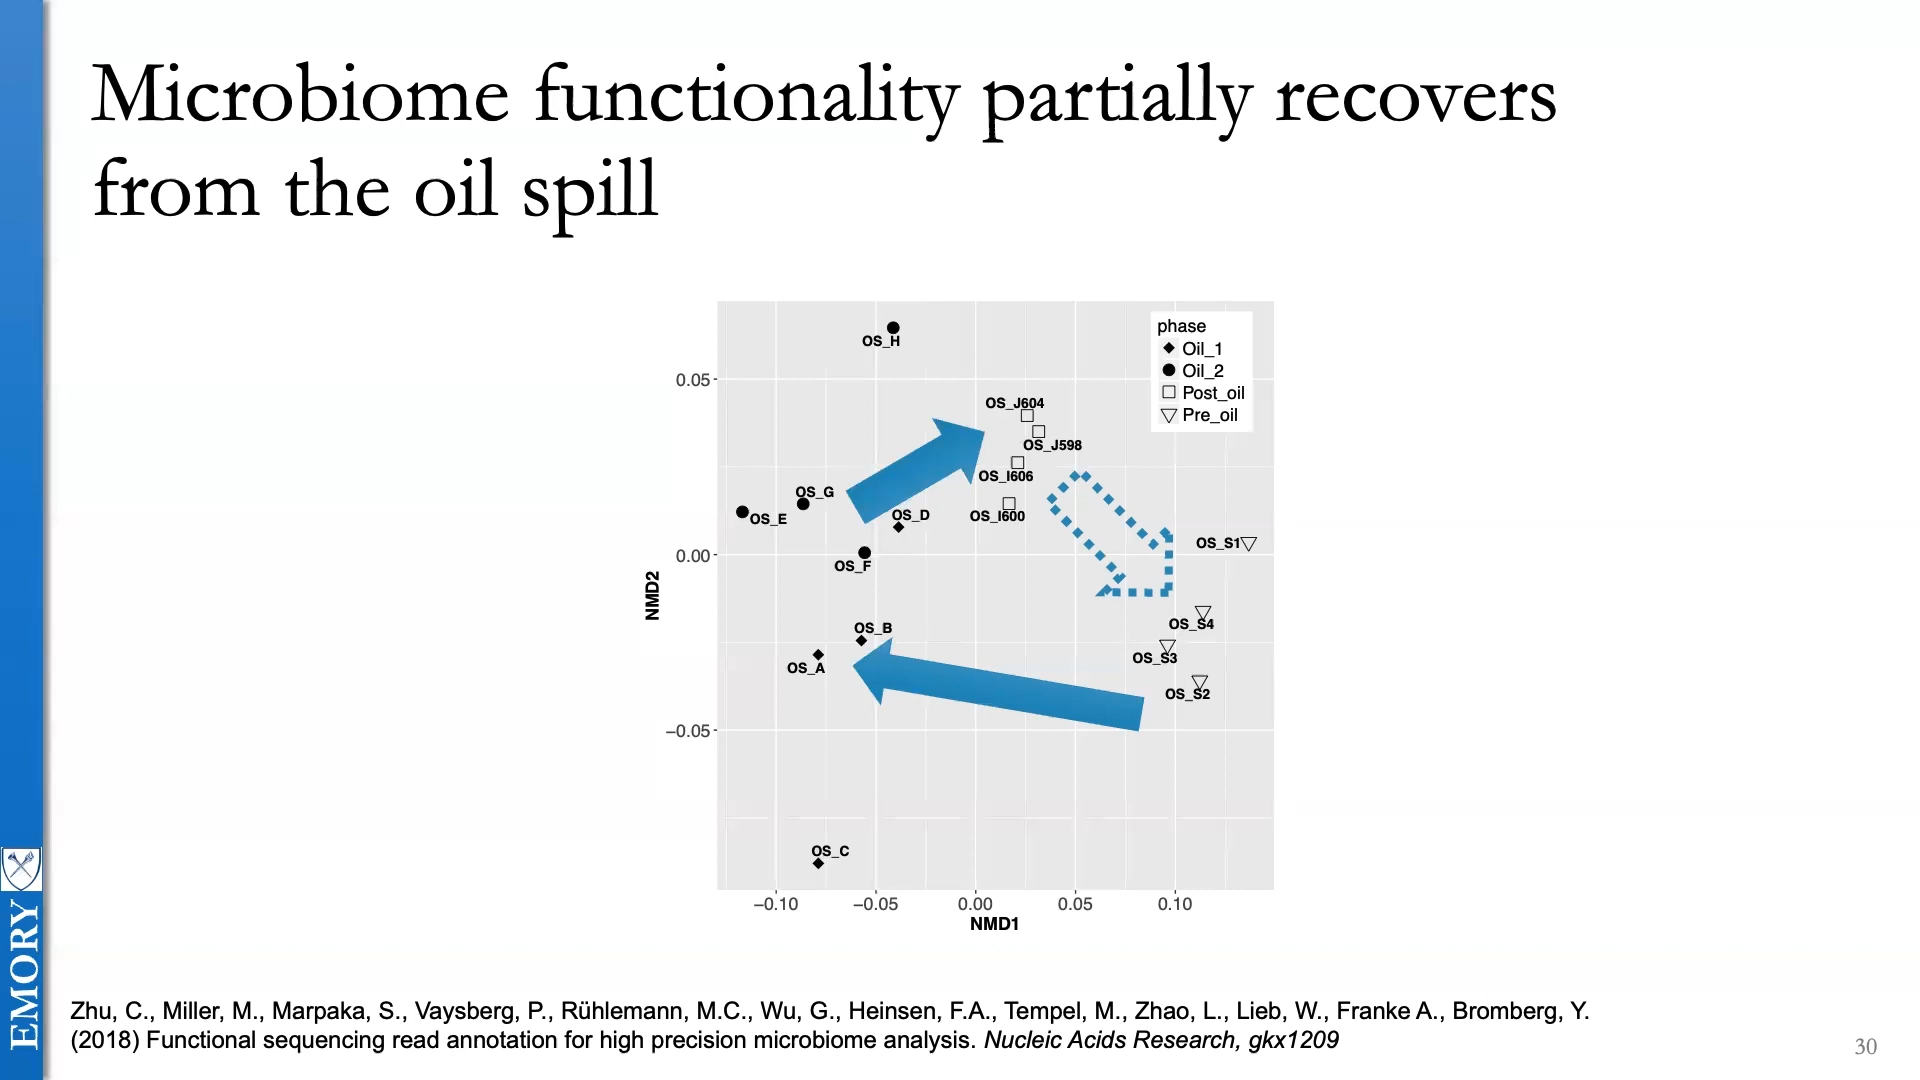 Microbiome functionality partially recovers
from the oil spill
phase
Oil_1
Oil_2
Post_oil
Pre_oil
OS_H
0.05
OS_J604
OS_J598
OS_I606
OS_G
OS_E
OS_D
OS_I600
OS_S1
0.00
OS_F
NMD2
OS_S4
OS_B
OS_S3
OS_A
OS_S2
−0.05
OS_C
−0.10
−0.05
0.00
0.05
0.10
NMD1
EMORY
Zhu, C., Miller, M., Marpaka, S., Vaysberg, P., Rühlemann, M.C., Wu, G., Heinsen, F.A., Tempel, M., Zhao, L., Lieb, W., Franke A., Bromberg, Y.
(2018) Functional sequencing read annotation for high precision microbiome analysis. Nucleic Acids Research, gkx1209
30